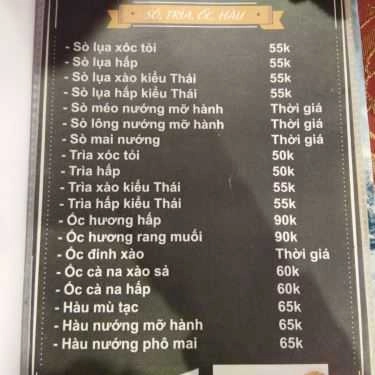 SÒ, TRÌA, ỐC, HÀU
- Sò lụa xóc tỏi 55k
- Sò lụa hấp 55k
- Sò lụa xào kiểu Thái 55k
- Sò lụa hấp kiểu Thái 55k
- Sò méo nướng mỡ hành Thời giá
- Sò lông nướng mỡ hành Thời giá
- Sò mai nướng Thời giá
- Trìa xóc tỏi 50k
- Trìa hấp 50k
- Trìa xào kiểu Thái 55k
- Trìa hấp kiểu Thái 55k
- Ốc hương hấp 90k
- Ốc hương rang muối 90k
- Ốc đinh xào Thời giá
- Ốc cà na xào sả 60k
- Ốc cà na hấp 60k
- Hàu mù tạc 65k
- Hàu nướng mỡ hành 65k
- Hàu nướng phô mai 65k